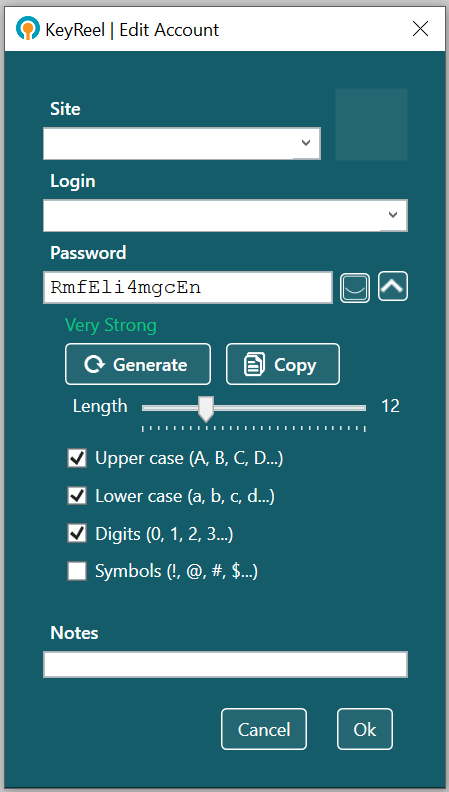 KeyReel | Edit Account
Site
Login
Password
RmfEli4mgcEn
Very Strong
Generate Copy
Length 12
Upper case (A, B, C, D...)
Lower case (a, b, c, d...)
Digits (0, 1, 2, 3...)
Symbols (!, @, #, $...)
Notes
Cancel Ok